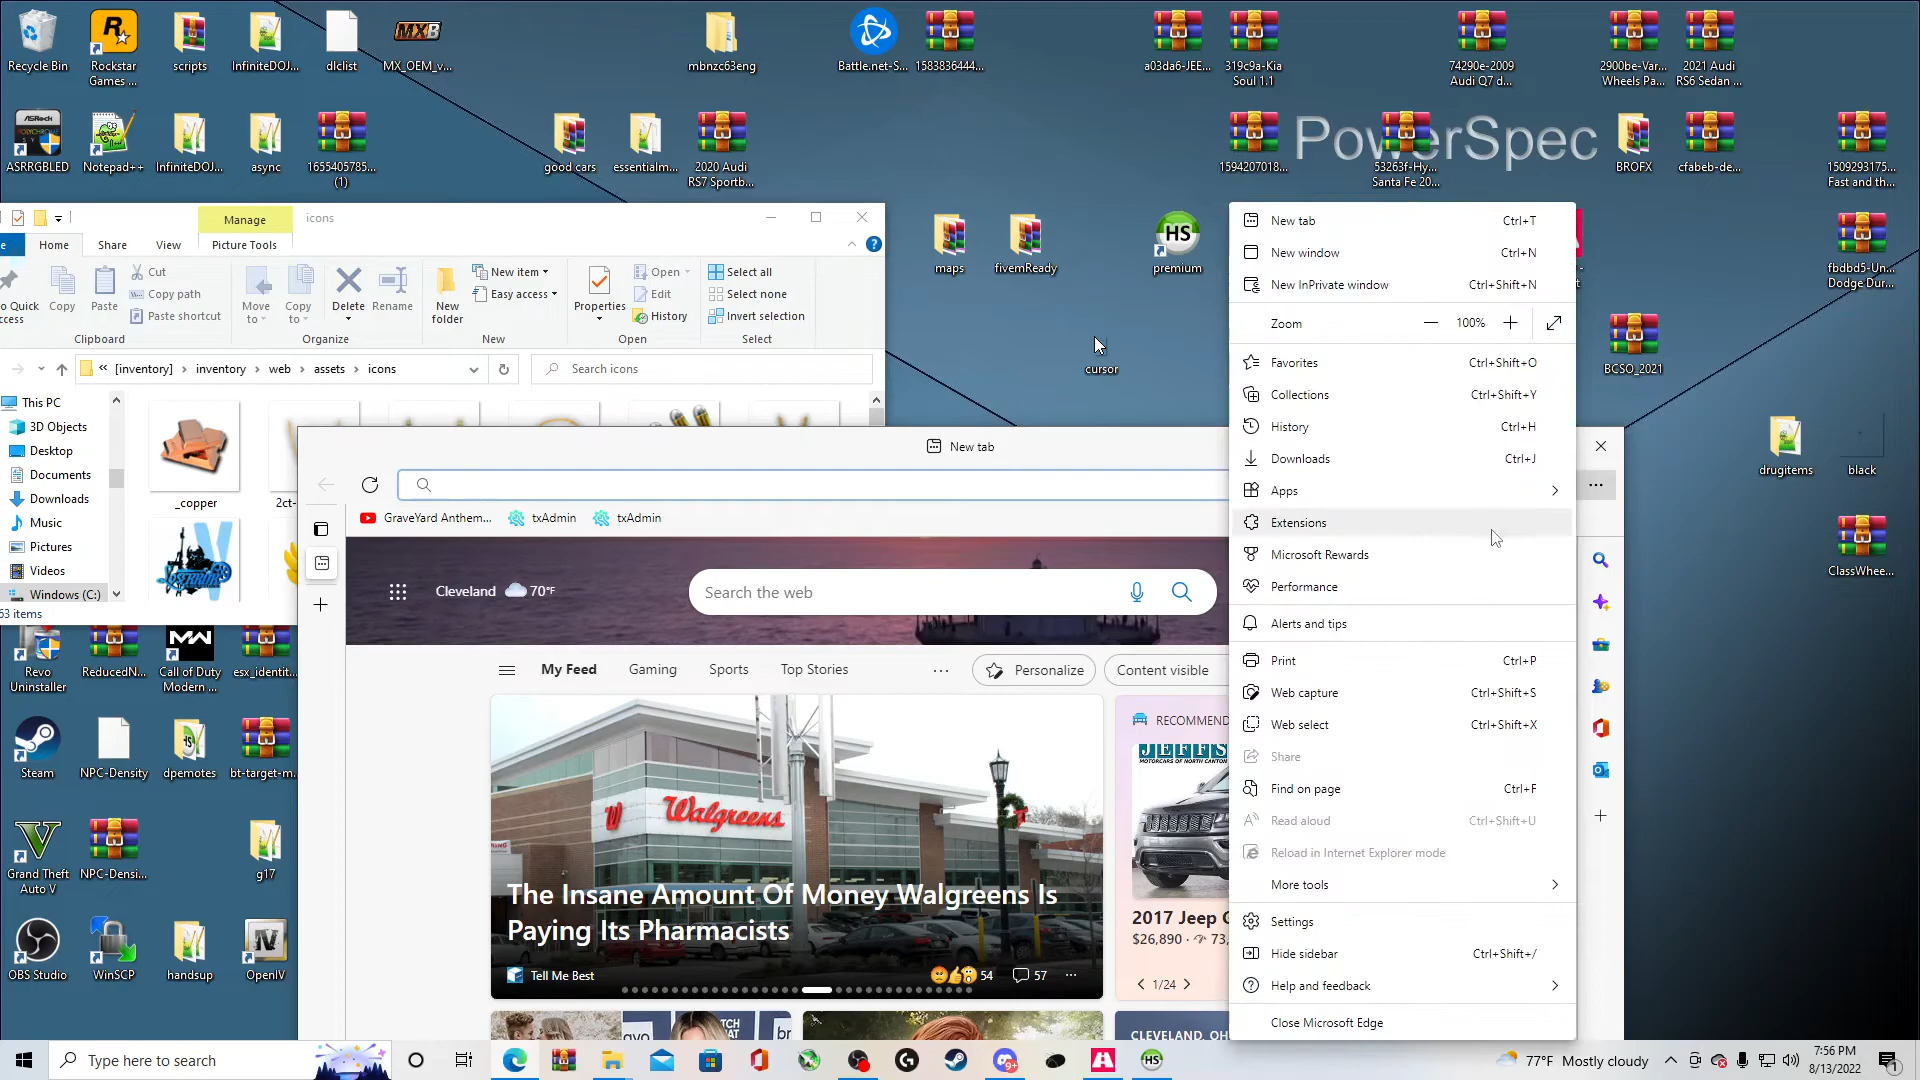 Recycle Bin
Rockstar
Games ...
scripts
InfiniteDOJ...
dlclist
MX_OEM_v...
mbnzc63eng
Battle.net-S...
1583836444...
a03da6-JEE...
319c9a-Kia
Soul 1.1
74290e-2009
Audi Q7 d...
2900be-Var...
Wheels Pa...
2021 Audi
RS6 Sedan ...
ASRRGBLED
Notepad++
InfiniteDOJ...
async
1655405785...
(1)
good cars
essentialm...
2020 Audi
RS7 Sportb...
1594207018...
PowerSpec
53263f-Hy...
Santa Fe 20...
BROFX
cfabeb-de...
1509293175...
Fast and th...
Manage
icons
Home
Share
View
Picture Tools
Cut
Copy path
Paste shortcut
Copy
Paste
Clipboard
Move
to
Copy
to
Delete
Rename
Organize
New
folder
New item
Easy access
New
Properties
Open
Edit
History
Open
Select all
Select none
Invert selection
Select
« [inventory] › inventory › web › assets › icons
Search icons
This PC
3D Objects
Desktop
Documents
Downloads
Music
Pictures
Videos
Windows (C:)
_copper
maps
fivemReady
premium
cursor
fbdbd5-Un...
Dodge Dur...
BCSO_2021
drugitems
black
ClassWhee...
New tab
GraveYard Anthem...
txAdmin
txAdmin
Cleveland
70°F
Search the web
My Feed
Gaming
Sports
Top Stories
Personalize
Content visible
Walgreens
The Insane Amount Of Money Walgreens Is
Paying Its Pharmacists
Tell Me Best
54
57
RECOMMEND
JEFFS
MOTORCARS OF NORTH CANTON
2017 Jeep G
$26,890 · 73,
1/24
CLEVELAND, OH
New tab Ctrl+T
New window Ctrl+N
New InPrivate window Ctrl+Shift+N
Zoom 100%
Favorites Ctrl+Shift+O
Collections Ctrl+Shift+Y
History Ctrl+H
Downloads Ctrl+J
Apps
Extensions
Microsoft Rewards
Performance
Alerts and tips
Print Ctrl+P
Web capture Ctrl+Shift+S
Web select Ctrl+Shift+X
Share
Find on page Ctrl+F
Read aloud Ctrl+Shift+U
Reload in Internet Explorer mode
More tools
Settings
Hide sidebar Ctrl+Shift+/
Help and feedback
Close Microsoft Edge
Revo
Uninstaller
ReducedN...
Call of Duty
Modern ...
esx_identit...
Steam
NPC-Density
dpemotes
bt-target-m...
Grand Theft
Auto V
NPC-Densi...
g17
OBS Studio
WinSCP
handsup
OpenIV
Type here to search
77°F Mostly cloudy
7:56 PM
8/13/2022